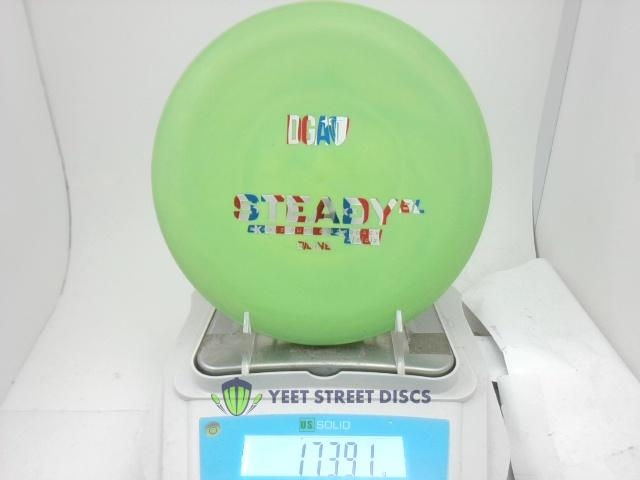 DGA
STEADY BL
YEET STREET DISCS
US SOLID
173.91